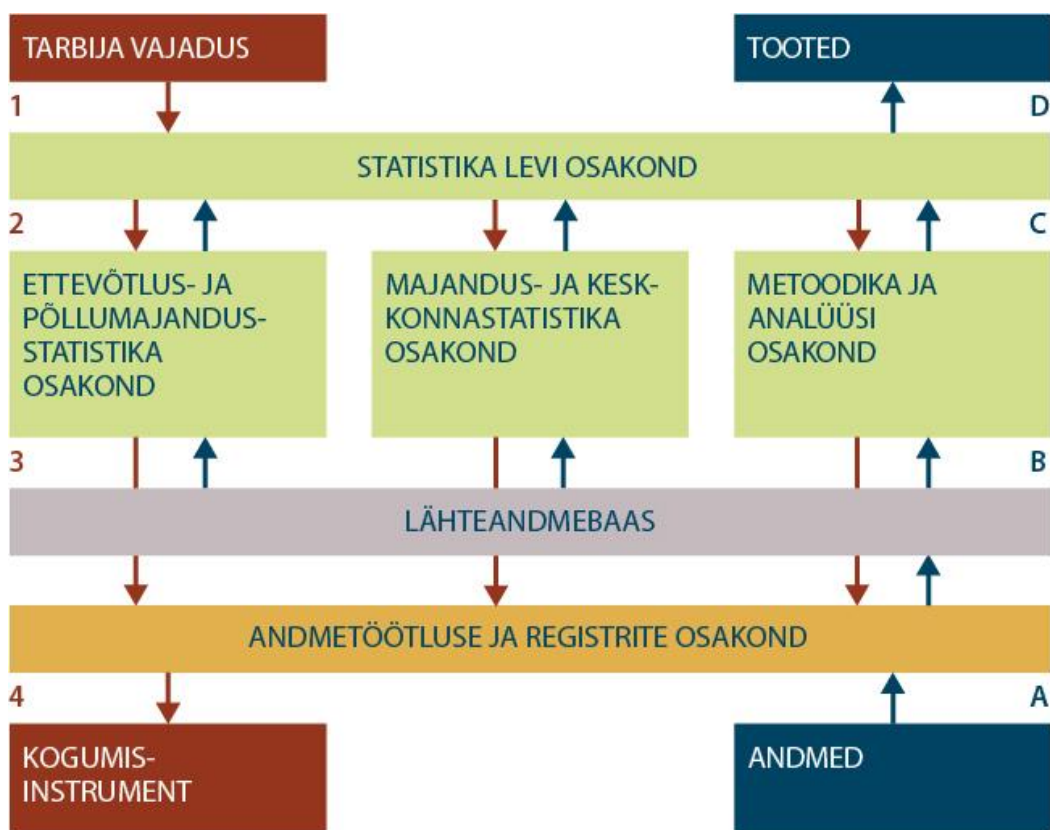 TARBIJA VAJADUS
TOOTED
1
D
STATISTIKA LEVI OSAKOND
2
C
ETTEVÕTLUS- JA
PÕLLUMAJANDUS-
STATISTIKA
OSAKOND
MAJANDUS- JA KESK-
KONNASTATISTIKA
OSAKOND
METOODIKA JA
ANALÜÜSI
OSAKOND
3
B
LÄHTEANDMEBAAS
ANDMETÖÖTLUSE JA REGISTRITE OSAKOND
4
A
KOGUMIS-
INSTRUMENT
ANDMED